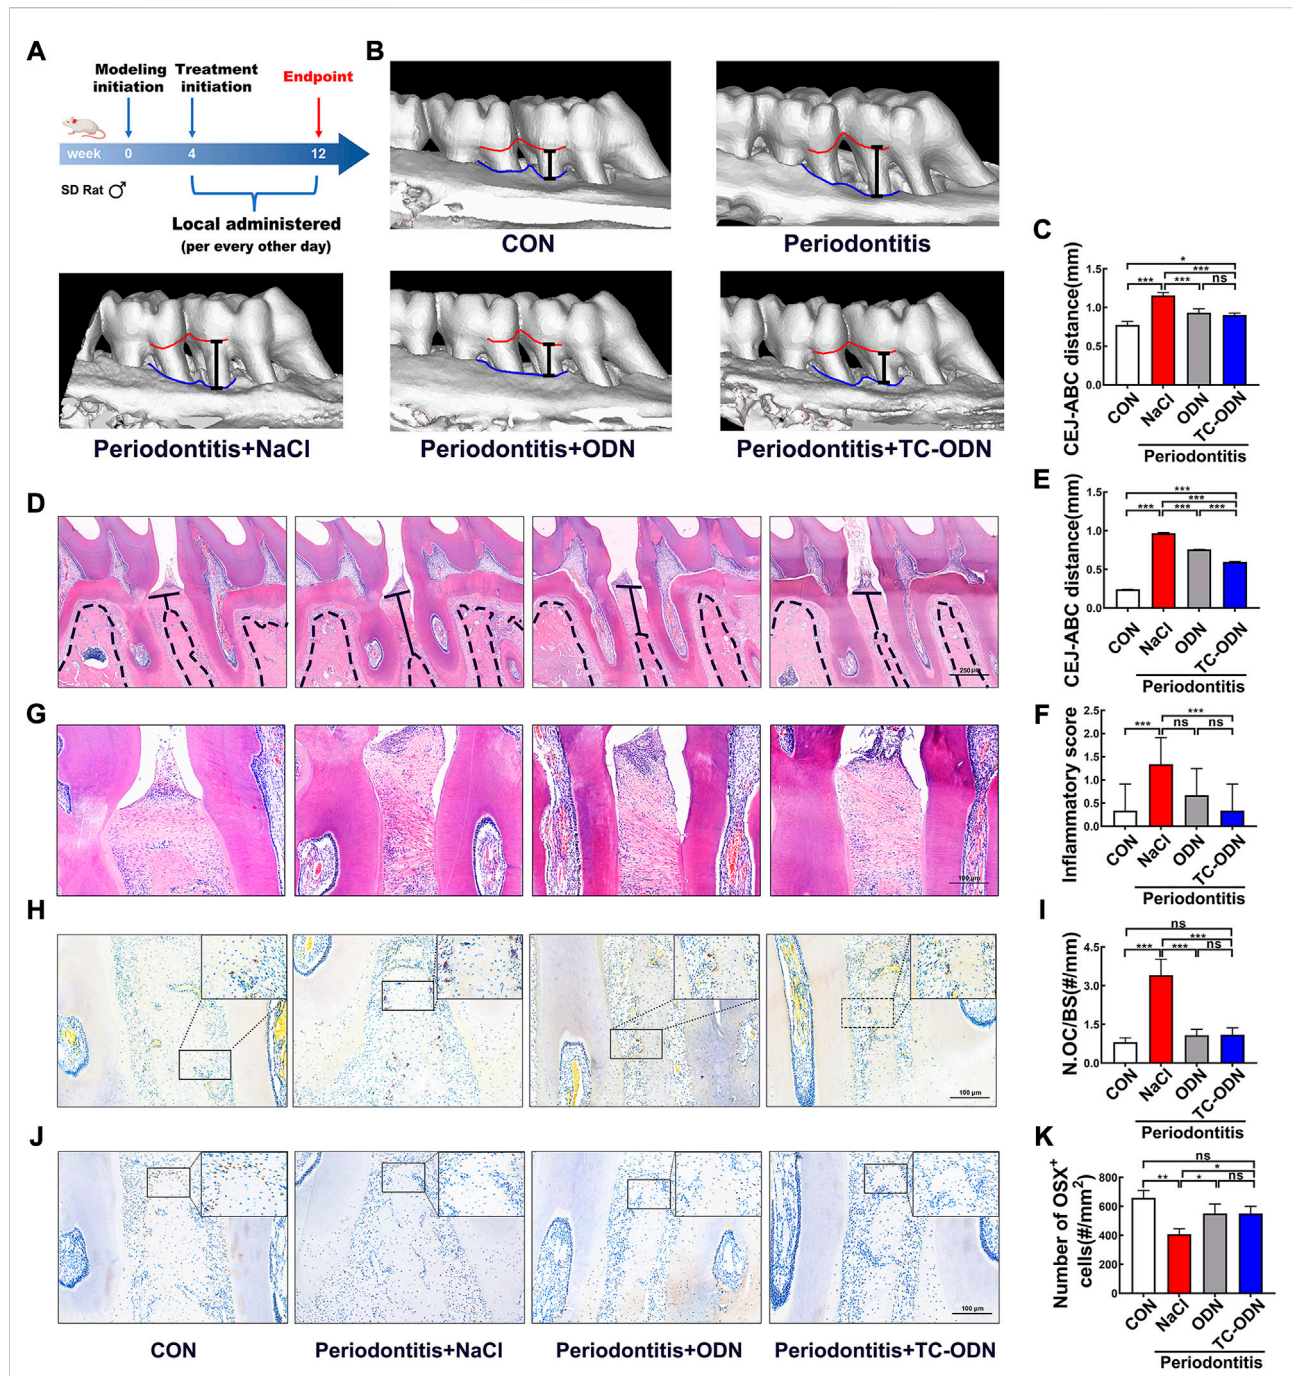 A
Modeling initiation
Treatment initiation
Endpoint
week 0 4 12
SD Rat ♂
Local administered
(per every other day)
B
CON
Periodontitis
Periodontitis+NaCl
Periodontitis+ODN
Periodontitis+TC-ODN
C
CEJ-ABC distance(mm)
1.5
1.0
0.5
0.0
*
***
*** *** ns
CON
NaCl
ODN
TC-ODN
Periodontitis
D
250 μm
E
CEJ-ABC distance(mm)
1.5
1.0
0.5
0.0
***
***
*** *** ***
CON
NaCl
ODN
TC-ODN
Periodontitis
F
Inflammatory score
2.5
2.0
1.5
1.0
0.5
0.0
***
*** ns ns
CON
NaCl
ODN
TC-ODN
Periodontitis
G
100 μm
H
100 μm
I
N.OC/BS(#/mm)
4.5
3.0
1.5
0.0
ns
***
*** *** ns
CON
NaCl
ODN
TC-ODN
Periodontitis
J
100 μm
CON
Periodontitis+NaCl
Periodontitis+ODN
Periodontitis+TC-ODN
K
Number of OSX+
cells(#/mm2)
800
600
400
200
0
ns
*
** * ns
CON
NaCl
ODN
TC-ODN
Periodontitis